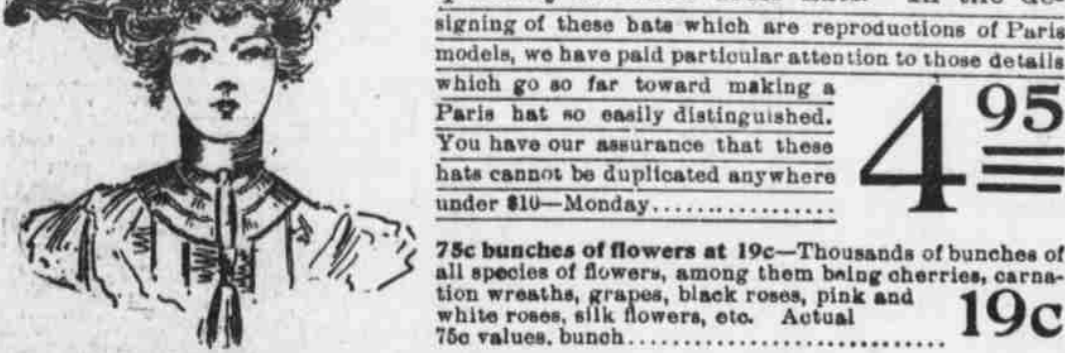 signing of these hats which are reproductions of Paris
models, we have paid particular attention to those details
which go so far toward making a
Paris hat so easily distinguished.
You have our assurance that these
hats cannot be duplicated anywhere
under $10—Monday................
4 95
75c bunches of flowers at 19c—Thousands of bunches of
all species of flowers, among them being cherries, carna-
tion wreaths, grapes, black roses, pink and
white roses, silk flowers, etc. Actual
75c values, bunch............................
19c